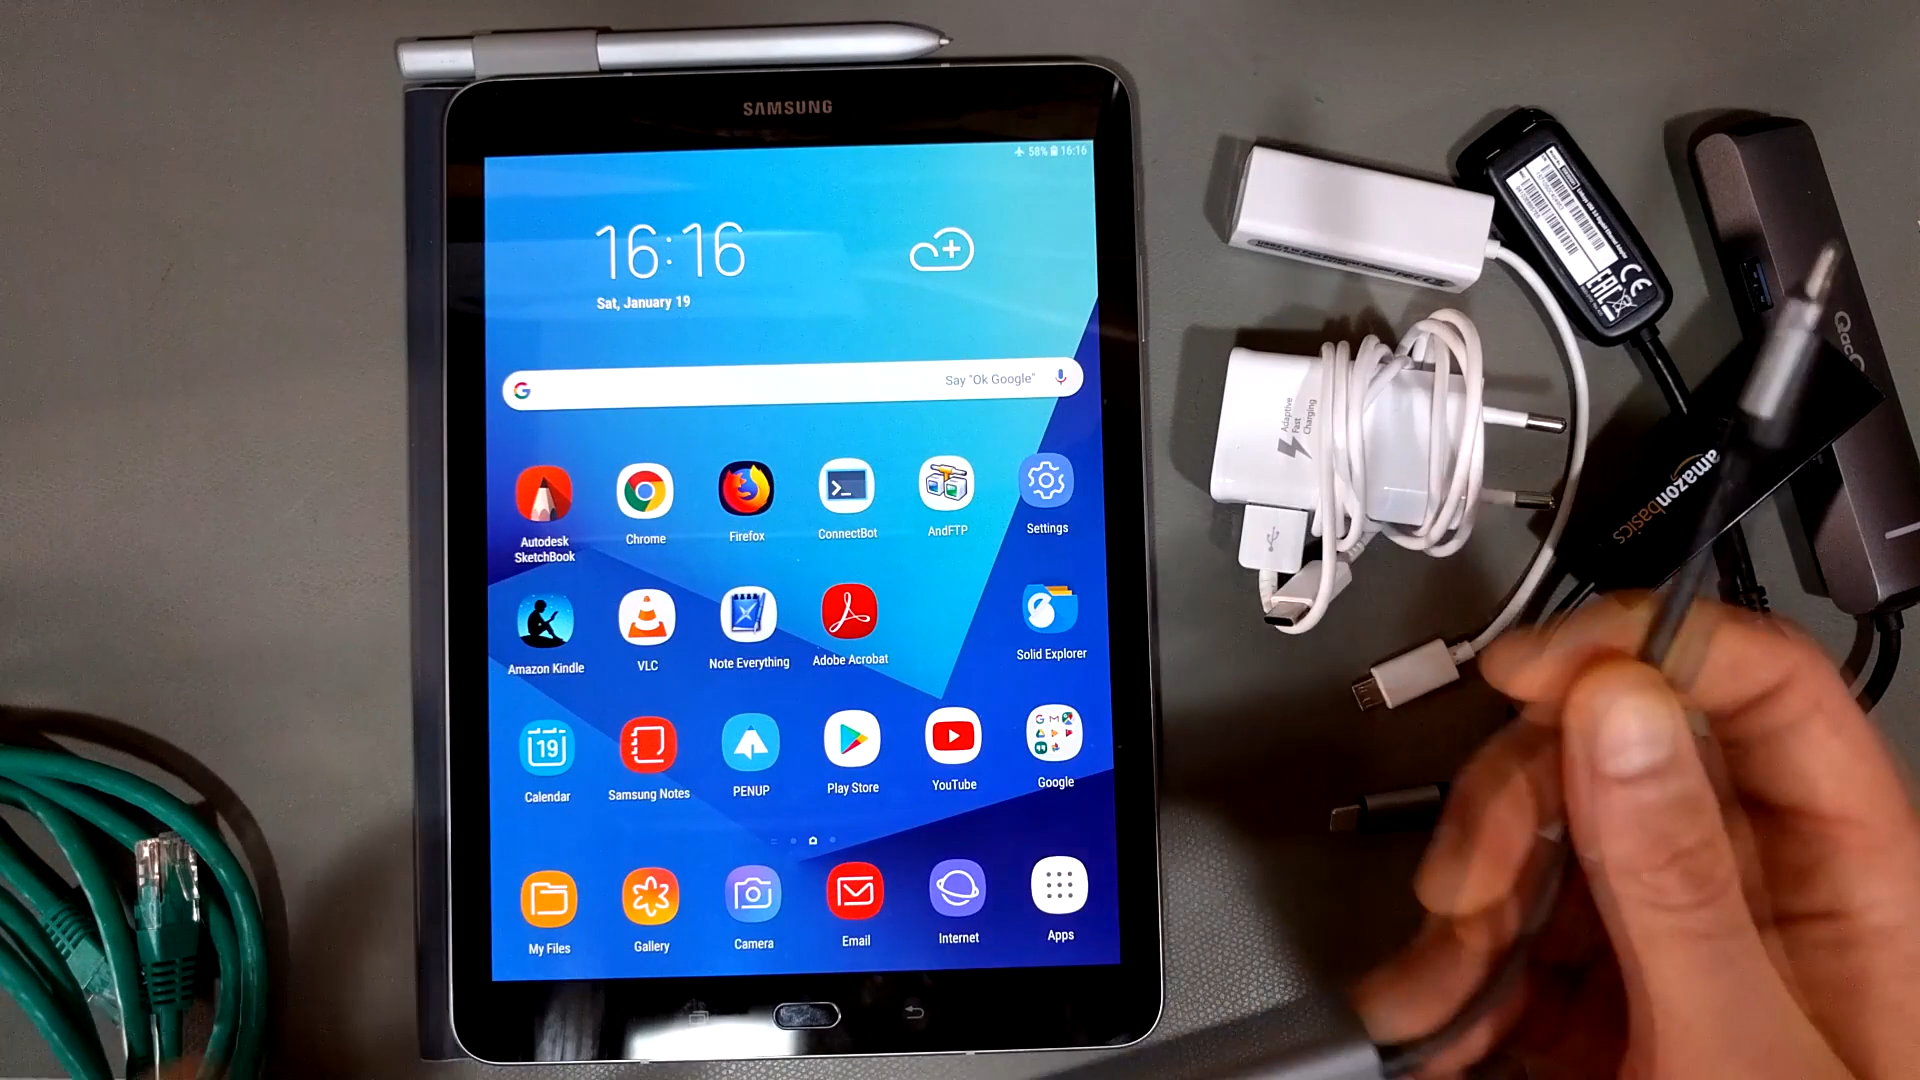 SAMSUNG
58% 16:16
16:16
Sat, January 19
Say "Ok Google"
Autodesk
SketchBook
Chrome
Firefox
ConnectBot
AndFTP
Settings
Amazon Kindle
VLC
Note Everything
Adobe Acrobat
Solid Explorer
19
Calendar
Samsung Notes
PENUP
Play Store
YouTube
Google
My Files
Gallery
Camera
Email
Internet
Apps
Adaptive
Fast
Charging
CE
EAC
amazonbasics